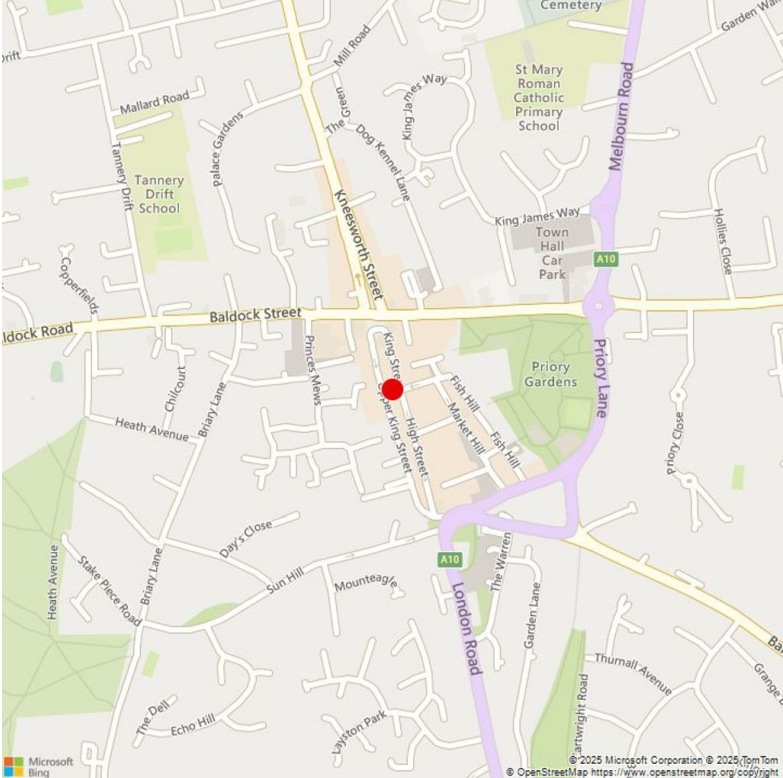 Cemetery
Garden Wa
Drift
Mill Road
St Mary
Roman
Catholic
Primary
School
Melbourn Road
King James Way
Mallard Road
The Green
Palace Gardens
Dog Kennel Lane
Tannery Drift
Tannery
Drift
School
Kneesworth Street
King James Way
Town
Hall
Car
Park
Hollies Close
A10
Copperfields
Baldock Street
ldock Road
King Stre
Princes Mews
Priory
Gardens
Priory Lane
Chilcourt
Briary Lane
Fish Hill
Upper King Street
Market Hill
High Street
Heath Avenue
Fish Hill
Priory Close
Day's Close
A10
The Warren
Heath Avenue
Stake Piece Road
Briary Lane
Sun Hill
Mounteagle
London Road
Garden Lane
Ba
Thurnall Avenue
Grange
The Dell
Echo Hill
Layston Park
Cartwright Road
Microsoft
Bing
© 2025 Microsoft Corporation © 2025 TomTom
© OpenStreetMap https://www.openstreetmap.org/copyright